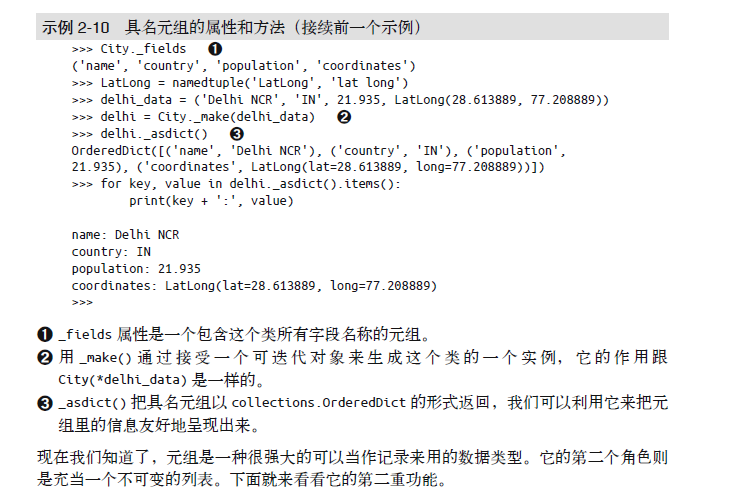 示例 2-10 具名元组的属性和方法（接续前一个示例）
>>> City._fields ❶
('name', 'country', 'population', 'coordinates')
>>> LatLong = namedtuple('LatLong', 'lat long')
>>> delhi_data = ('Delhi NCR', 'IN', 21.935, LatLong(28.613889, 77.208889))
>>> delhi = City._make(delhi_data) ❷
>>> delhi._asdict() ❸
OrderedDict([('name', 'Delhi NCR'), ('country', 'IN'), ('population',
21.935), ('coordinates', LatLong(lat=28.613889, long=77.208889))])
>>> for key, value in delhi._asdict().items():
print(key + ':', value)
name: Delhi NCR
country: IN
population: 21.935
coordinates: LatLong(lat=28.613889, long=77.208889)
>>>
❶ _fields 属性是一个包含这个类所有字段名称的元组。
❷ 用 _make() 通过接受一个可迭代对象来生成这个类的一个实例，它的作用跟
City(*delhi_data) 是一样的。
❸ _asdict() 把具名元组以 collections.OrderedDict 的形式返回，我们可以利用它来把元
组里的信息友好地呈现出来。
现在我们知道了，元组是一种很强大的可以当作记录来用的数据类型。它的第二个角色则
是充当一个不可变的列表。下面就来看看它的第二重功能。